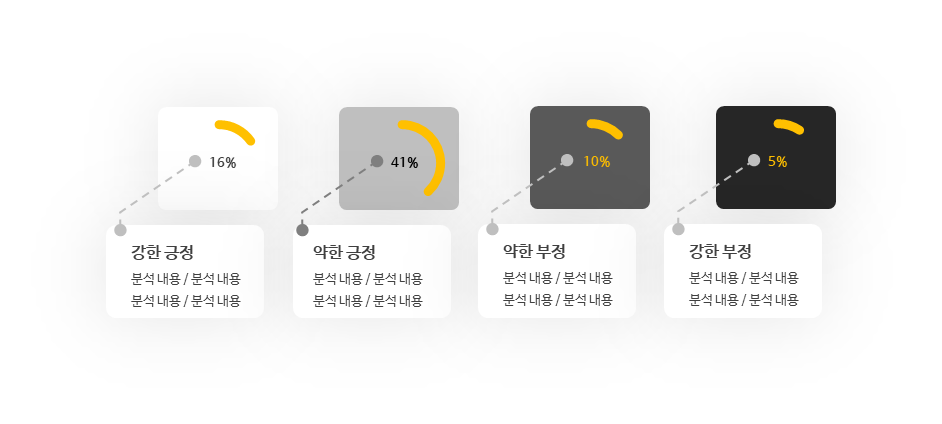 16%
41%
10%
5%
강한 긍정
분석 내용 / 분석 내용
분석 내용 / 분석 내용
약한 긍정
분석 내용 / 분석 내용
분석 내용 / 분석 내용
약한 부정
분석 내용 / 분석 내용
분석 내용 / 분석 내용
강한 부정
분석 내용 / 분석 내용
분석 내용 / 분석 내용